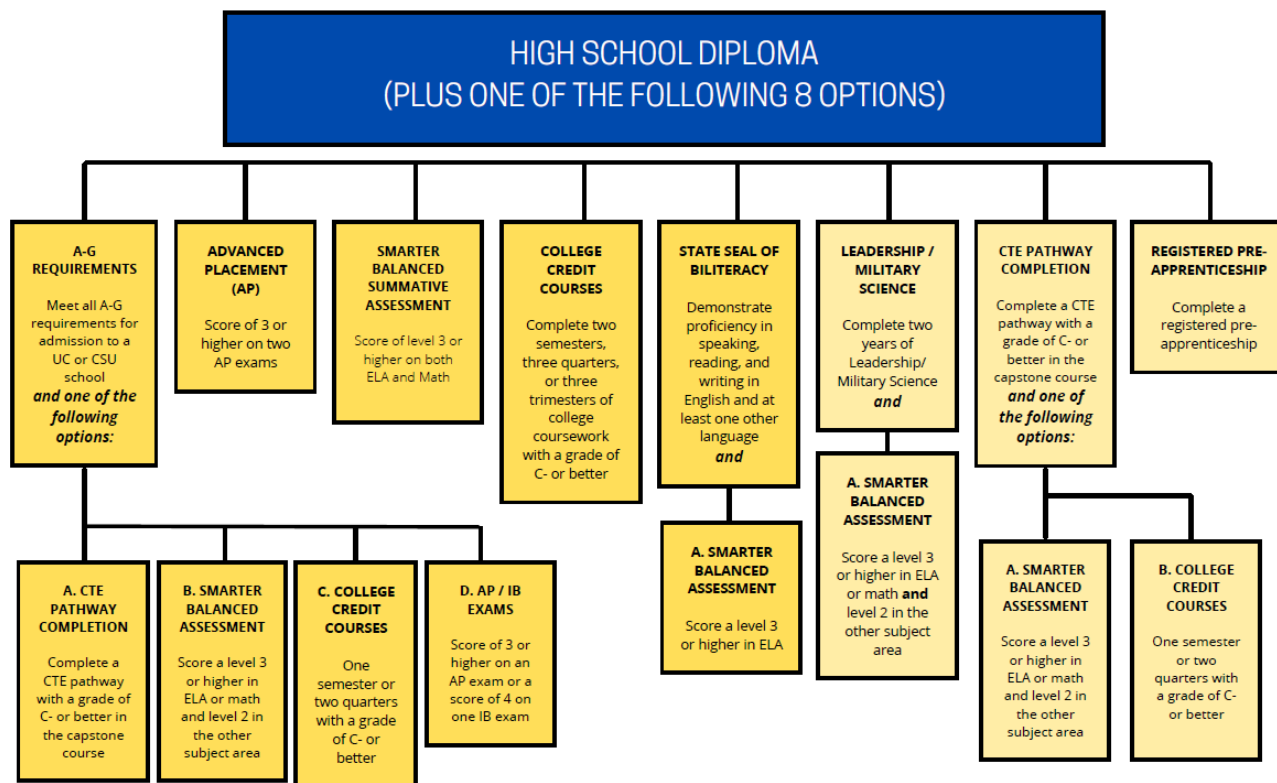 HIGH SCHOOL DIPLOMA
(PLUS ONE OF THE FOLLOWING 8 OPTIONS)
A-G
REQUIREMENTS
Meet all A-G
requirements for
admission to a
UC or CSU
school
and one of the
following
options:
ADVANCED
PLACEMENT
(AP)
Score of 3 or
higher on two
AP exams
SMARTER
BALANCED
SUMMATIVE
ASSESSMENT
Score of level 3 or
higher on both
ELA and Math
COLLEGE
CREDIT
COURSES
Complete two
semesters,
three quarters,
or three
trimesters of
college
coursework
with a grade of
C- or better
STATE SEAL OF
BILITERACY
Demonstrate
proficiency in
speaking,
reading, and
writing in
English and at
least one other
language
and
LEADERSHIP /
MILITARY
SCIENCE
Complete two
years of
Leadership/
Military Science
and
CTE PATHWAY
COMPLETION
Complete a CTE
pathway with a
grade of C- or
better in the
capstone course
and one of
the following
options:
REGISTERED PRE-
APPRENTICESHIP
Complete a
registered pre-
apprenticeship
A. CTE
PATHWAY
COMPLETION
Complete a
CTE pathway
with a grade of
C- or better in
the capstone
course
B. SMARTER
BALANCED
ASSESSMENT
Score a level 3
or higher in
ELA or math
and level 2 in
the other
subject area
C. COLLEGE
CREDIT
COURSES
One
semester or
two quarters
with a grade
of C- or
better
D. AP / IB
EXAMS
Score of 3 or
higher on an
AP exam or a
score of 4 on
one IB exam
A. SMARTER
BALANCED
ASSESSMENT
Score a level 3
or higher in ELA
A. SMARTER
BALANCED
ASSESSMENT
Score a level 3
or higher in ELA
or math and
level 2 in the
other subject
area
A. SMARTER
BALANCED
ASSESSMENT
Score a level 3
or higher in
ELA or math
and level 2 in
the other
subject area
B. COLLEGE
CREDIT
COURSES
One semester
or two
quarters with
a grade of C-
or better